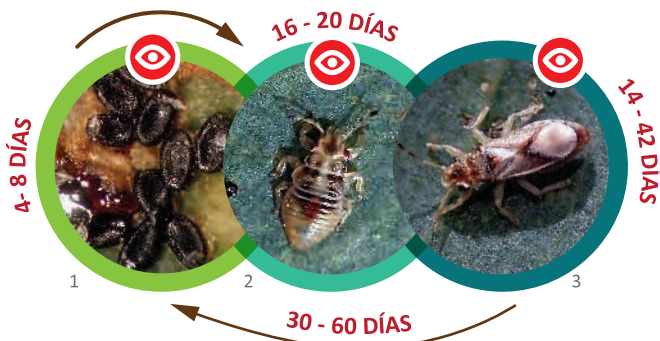 16 - 20 DÍAS
4- 8 DÍAS
14 - 42 DÍAS
1
2
3
30 - 60 DÍAS